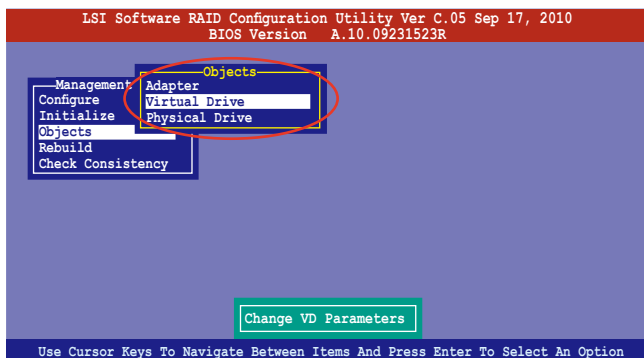 LSI Software RAID Configuration Utility Ver C.05 Sep 17, 2010
BIOS Version A.10.09231523R
Objects
Management
Adapter
Configure
Virtual Drive
Initialize
Physical Drive
Objects
Rebuild
Check Consistency
Change VD Parameters
Use Cursor Keys To Navigate Between Items And Press Enter To Select An Option